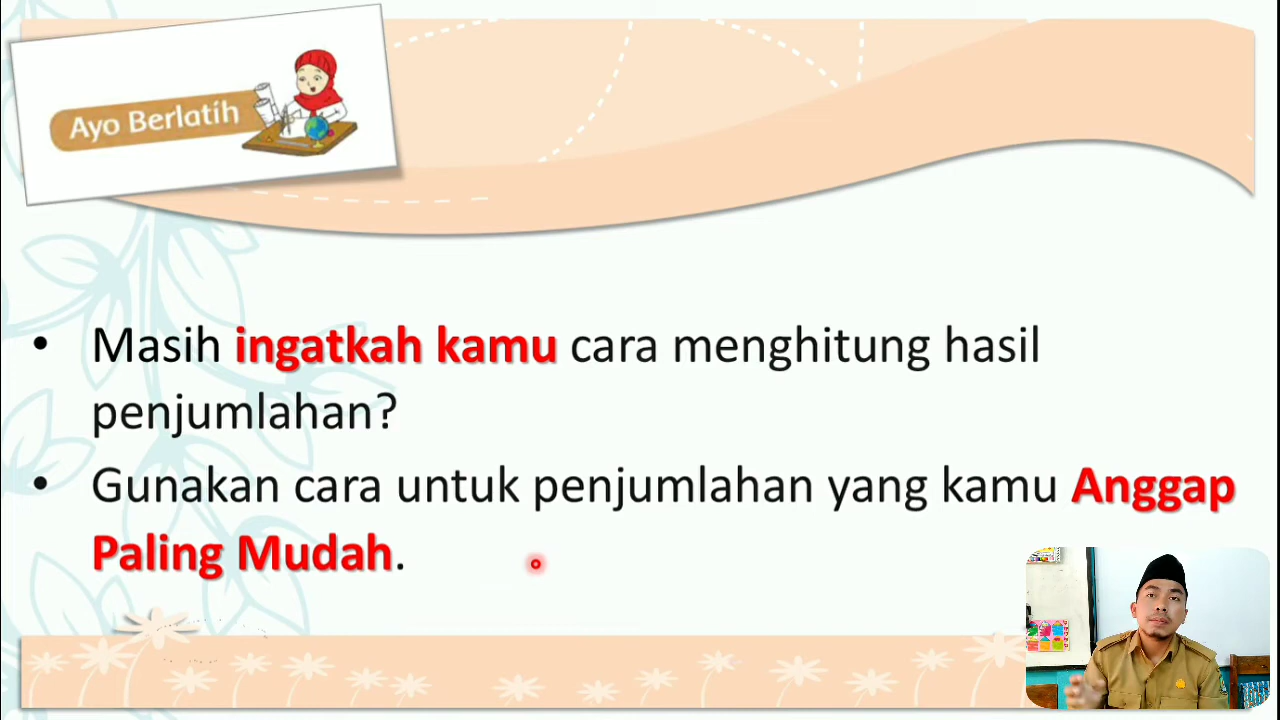 Ayo Berlatih
• Masih ingatkah kamu cara menghitung hasil
penjumlahan?
• Gunakan cara untuk penjumlahan yang kamu Anggap
Paling Mudah.